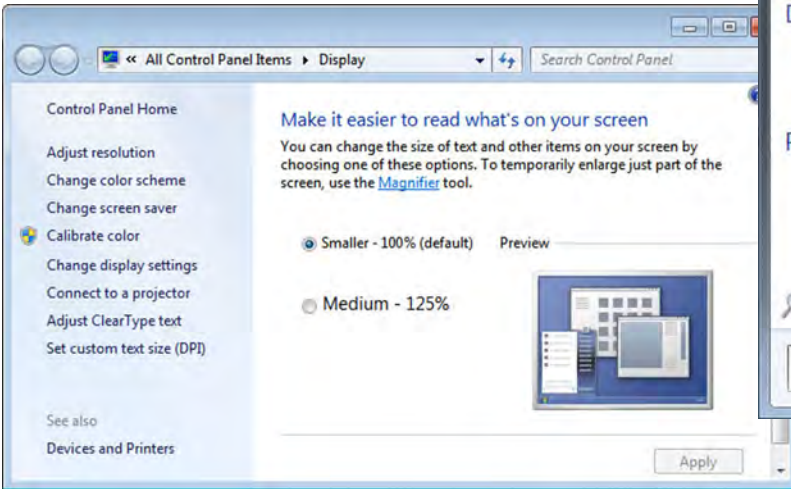 « All Control Panel Items ▸ Display
Search Control Panel
Control Panel Home
Adjust resolution
Change color scheme
Change screen saver
Calibrate color
Change display settings
Connect to a projector
Adjust ClearType text
Set custom text size (DPI)
See also
Devices and Printers
Make it easier to read what's on your screen
You can change the size of text and other items on your screen by
choosing one of these options. To temporarily enlarge just part of the
screen, use the Magnifier tool.
Smaller - 100% (default)
Preview
Medium - 125%
Apply